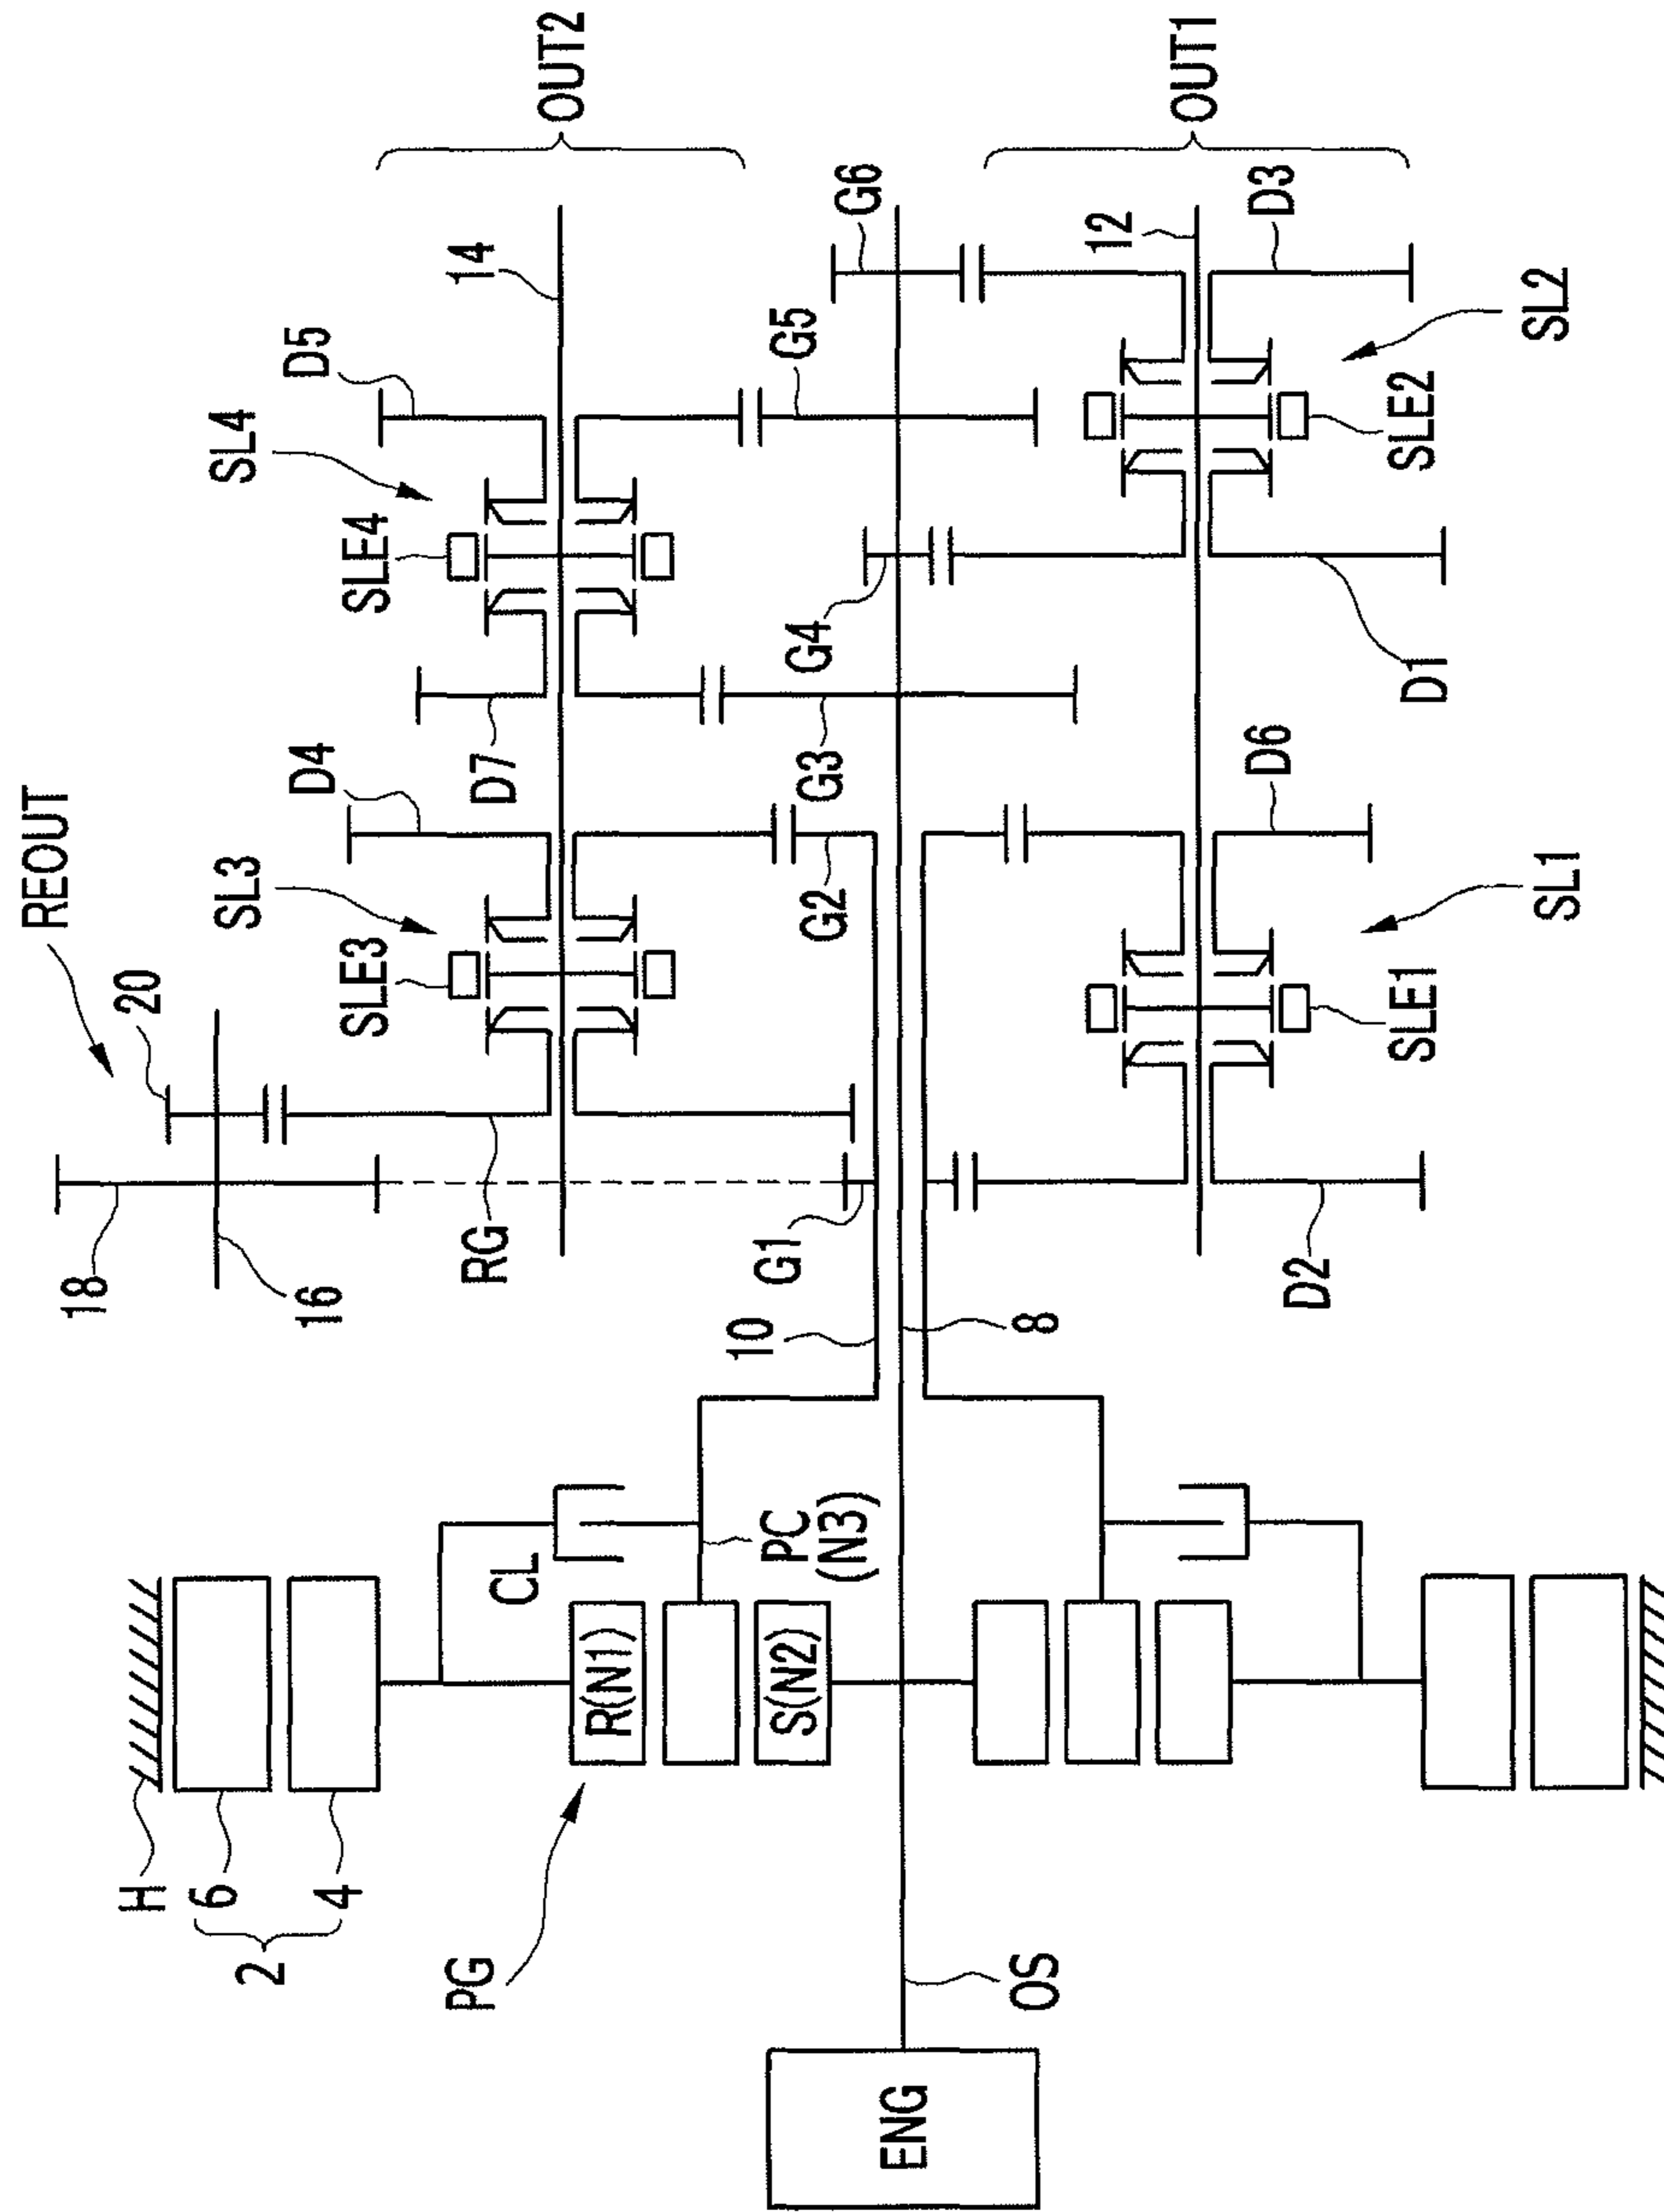 REOUT
20
18
16
SL3
SLE3
D4
D7
RG
SL4
SLE4
D5
14
OUT2
G6
G5
G4
G3
G2
G1
10
8
12
OUT1
D3
SL2
SLE2
D1
D6
SL1
SLE1
D2
H
6
4
2
CL
PC
(N3)
R(N1)
S(N2)
PG
OS
ENG